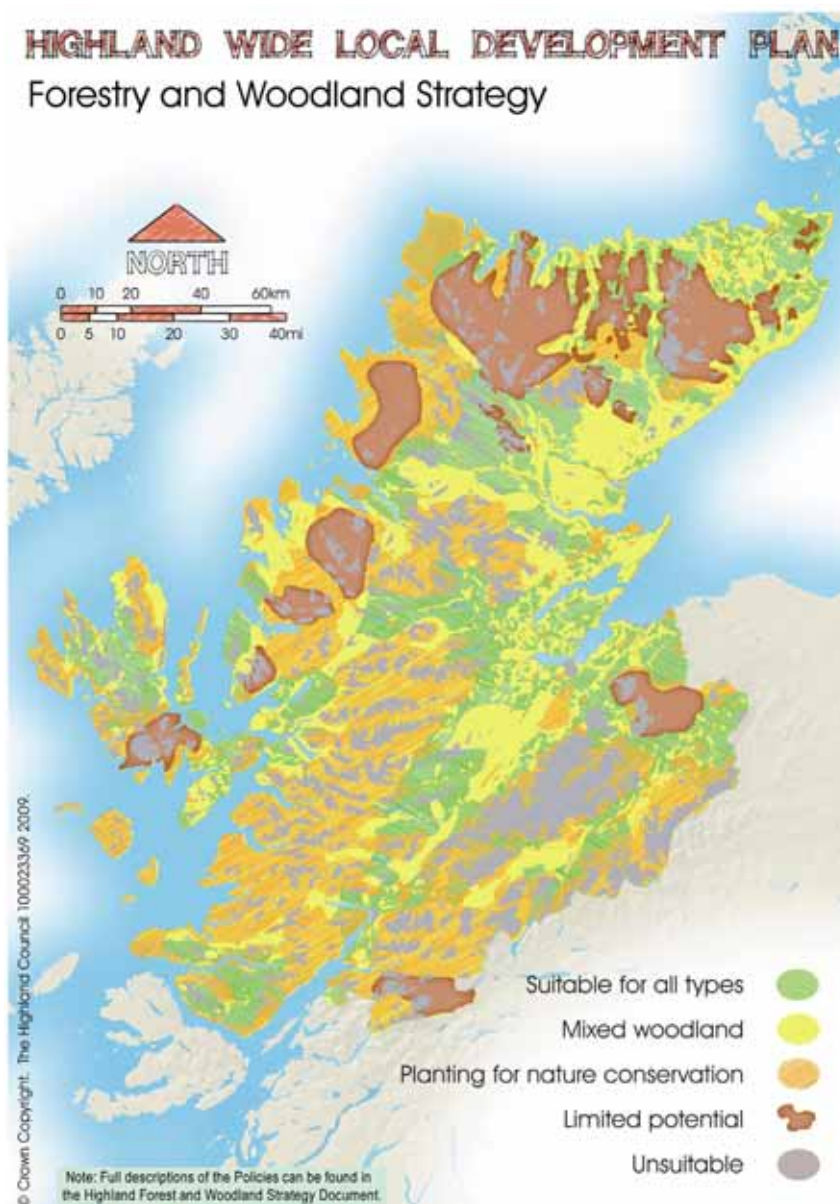 HIGHLAND WIDE LOCAL DEVELOPMENT PLAN
Forestry and Woodland Strategy
NORTH
0 10 20 40 60km
0 5 10 20 30 40mi
Suitable for all types
Mixed woodland
Planting for nature conservation
Limited potential
Unsuitable
© Crown Copyright. The Highland Council 100023369 2009.
Note: Full descriptions of the Policies can be found in
the Highland Forest and Woodland Strategy Document.